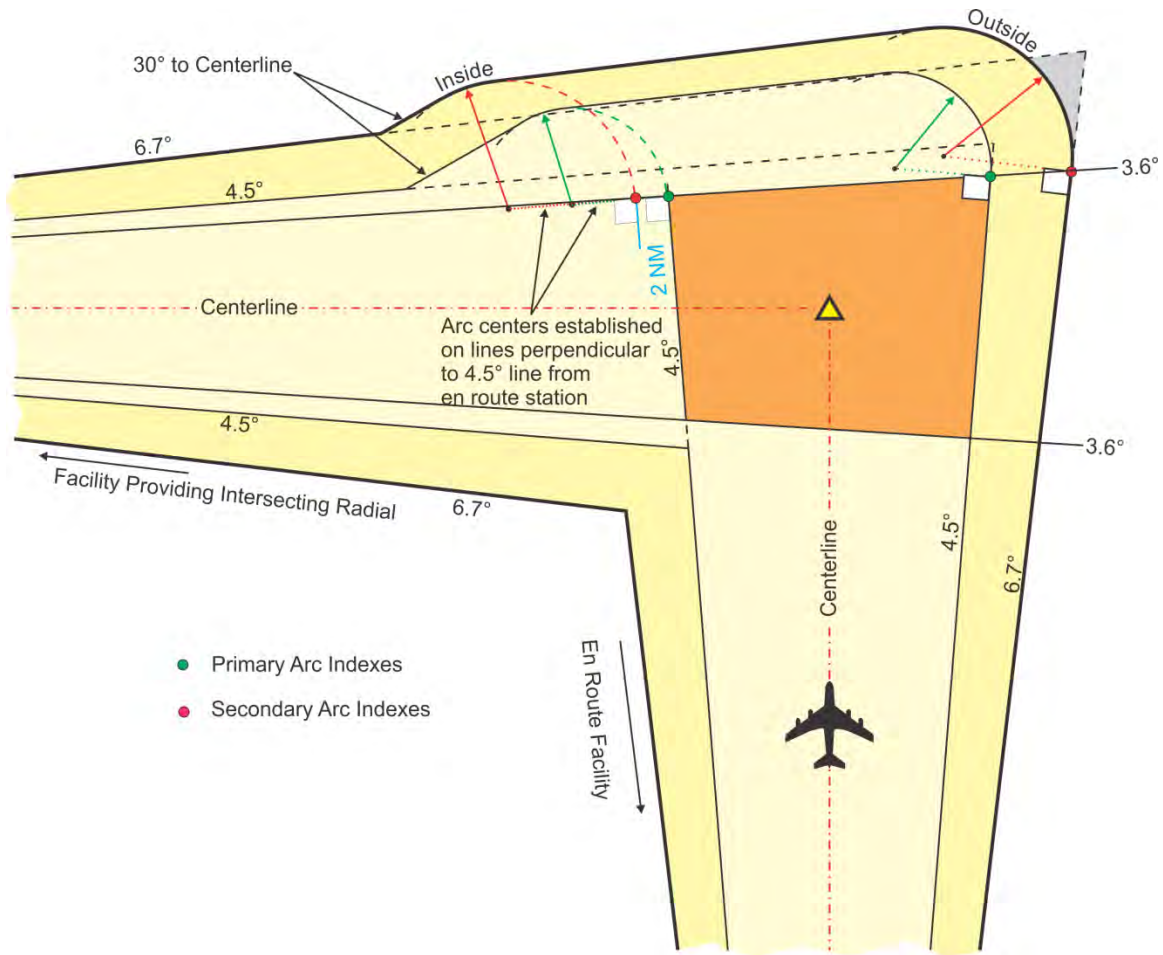 Outside
30° to Centerline
Inside
6.7°
4.5°
3.6°
2 NM
Centerline
Arc centers established
on lines perpendicular
to 4.5° line from
en route station
4.5°
4.5°
3.6°
Facility Providing Intersecting Radial
6.7°
4.5°
6.7°
Centerline
En Route Facility
Primary Arc Indexes
Secondary Arc Indexes